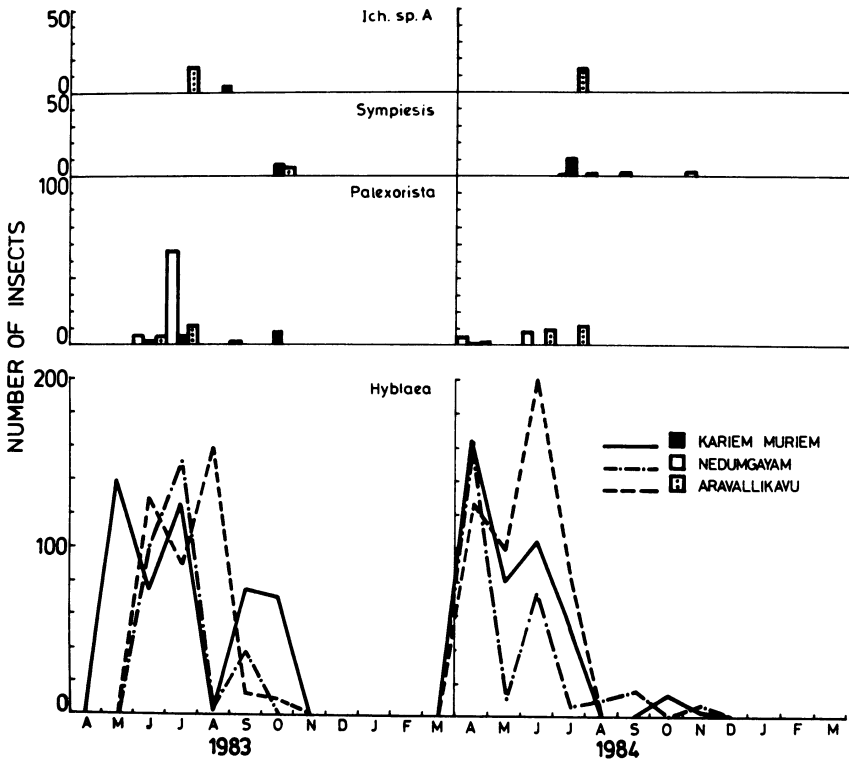 50
Ich. sp. A
0
50
Sympiesis
0
100
Palexorista
0
NUMBER OF INSECTS
200
Hyblaea
KARIEM MURIEM
NEDUMGAYAM
ARAVALLIKAVU
100
0
A M J J A S O N D J F M A M J J A S O N D J F M
1983 1984